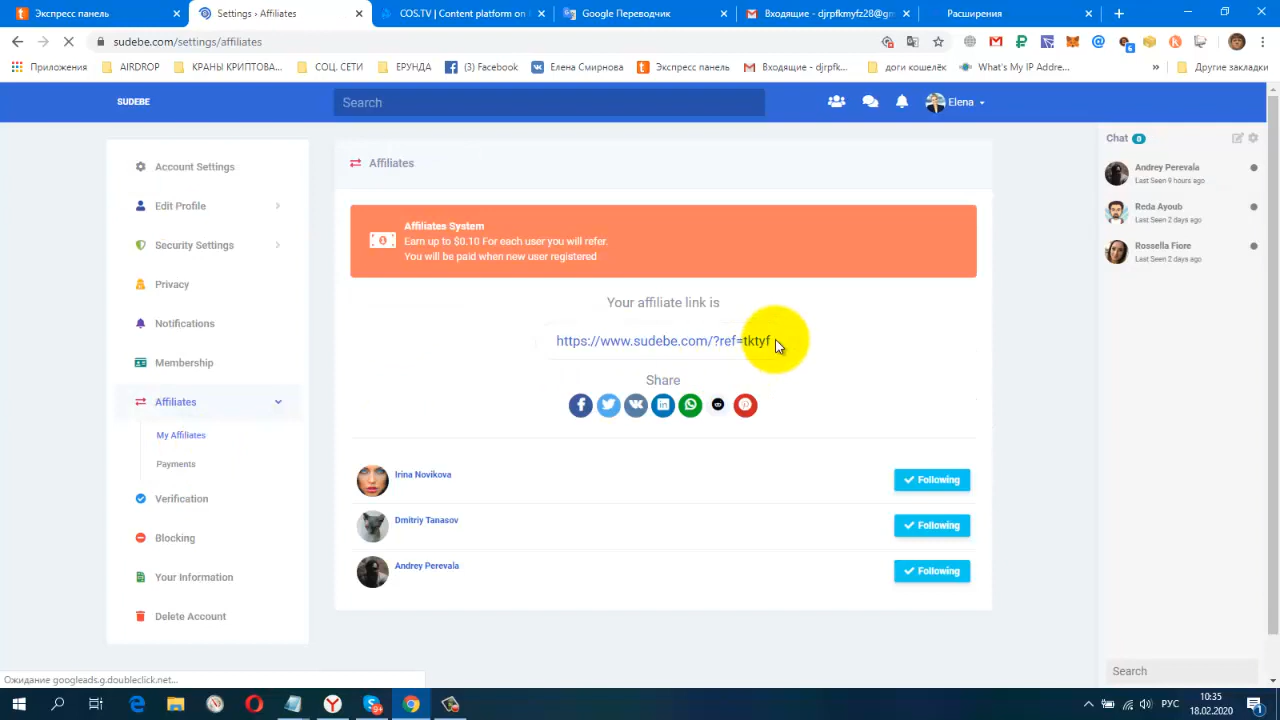 Экспресс панель
Settings › Affiliates
COS.TV | Content platform on
Google Переводчик
Входящие - djrpfkmyfz28@gm
Расширения
sudebe.com/settings/affiliates
6
Приложения
AIRDROP
КРАНЫ КРИПТОВА...
СОЦ. СЕТИ
ЕРУНДА
(3) Facebook
Елена Смирнова
Экспресс панель
Входящие - djrpfk...
доги кошелёк
What's My IP Addre...
»
Другие закладки
SUDEBE
Search
Elena
Affiliates
Chat 0
Account Settings
Edit Profile
Security Settings
Privacy
Notifications
Membership
Affiliates
My Affiliates
Payments
Verification
Blocking
Your Information
Delete Account
Affiliates System
Earn up to $0.10 For each user you will refer.
You will be paid when new user registered
Your affiliate link is
https://www.sudebe.com/?ref=tktyf
Share
Irina Novikova
Following
Dmitriy Tanasov
Following
Andrey Perevala
Following
Andrey Perevala
Last Seen 9 hours ago
Reda Ayoub
Last Seen 2 days ago
Rossella Fiore
Last Seen 2 days ago
Search
Ожидание googleads.g.doubleclick.net...
РУС
10:35
18.02.2020